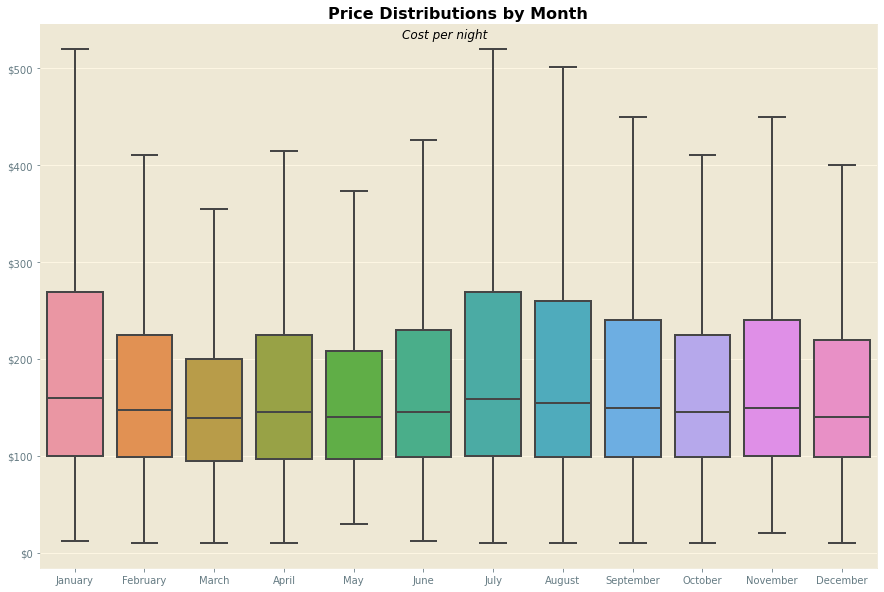 Price Distributions by Month
Cost per night
$500
$400
$300
$200
$100
$0
January February March April May June July August September October November December